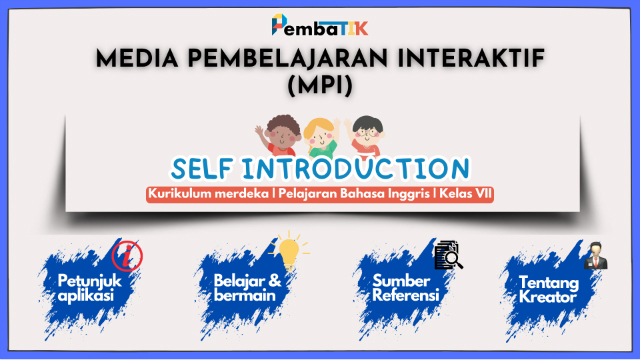 PembaTIK
MEDIA PEMBELAJARAN INTERAKTIF
(MPI)
SELF INTRODUCTION
Kurikulum merdeka | Pelajaran Bahasa Inggris | Kelas VII
Petunjuk
aplikasi
Belajar &
bermain
Sumber
Referensi
Tentang
Kreator